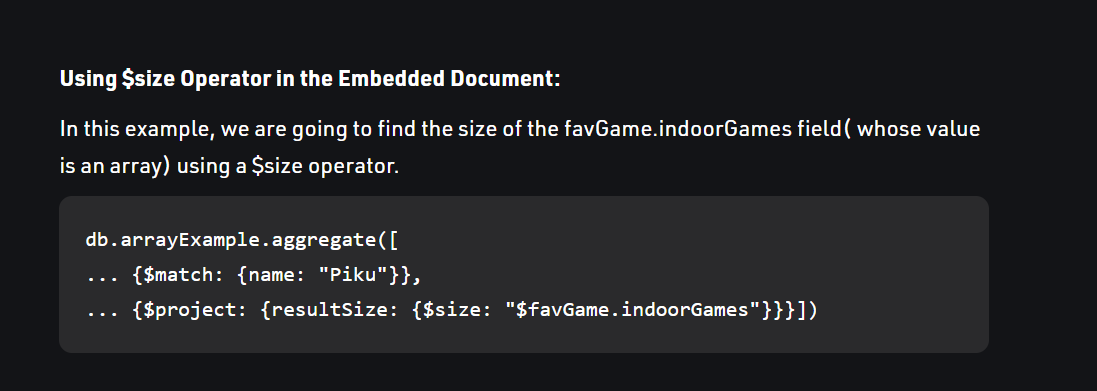 Using $size Operator in the Embedded Document:
In this example, we are going to find the size of the favGame.indoorGames field( whose value
is an array) using a $size operator.
db.arrayExample.aggregate([
... {$match: {name: "Piku"}},
... {$project: {resultSize: {$size: "$favGame.indoorGames"}}}])